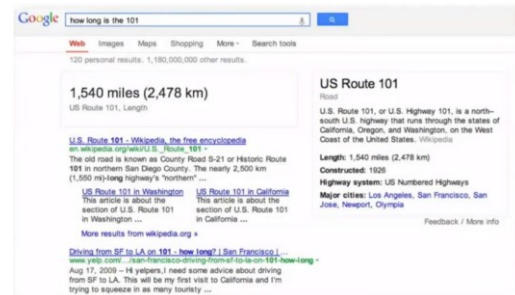 Google how long is the 101
Web Images Maps Shopping More Search tools
120 personal results. 1,180,000,000 other results.
1,540 miles (2,478 km)
US Route 101, Length
U.S. Route 101 - Wikipedia, the free encyclopedia
en.wikipedia.org/wiki/U.S._Route_101
The old road is known as County Road S-21 or Historic Route
101 in northern San Diego County. The nearly 2,500 km
(1,550 mi)-long highway's "northern" ...
US Route 101 in Washington
This article is about the
section of U.S. Route 101
in Washington ...
US Route 101 in California
This article is about the
section of U.S. Route 101
in California ...
More results from wikipedia.org »
Driving from SF to LA on 101 - how long? | San Francisco | ...
www.yelp.com/.../san-francisco-driving-from-sf-to-la-on-101-how-long
Aug 17, 2009 – Hi yelpers,I need some advice about driving
from SF to LA. This will be my first visit to California and I'm
trying to squeeze in as many touristy ...
US Route 101
Road
U.S. Route 101, or U.S. Highway 101, is a north–
south U.S. highway that runs through the states of
California, Oregon, and Washington, on the West
Coast of the United States. Wikipedia
Length: 1,540 miles (2,478 km)
Constructed: 1926
Highway system: US Numbered Highways
Major cities: Los Angeles, San Francisco, San
Jose, Newport, Olympia
Feedback / More info